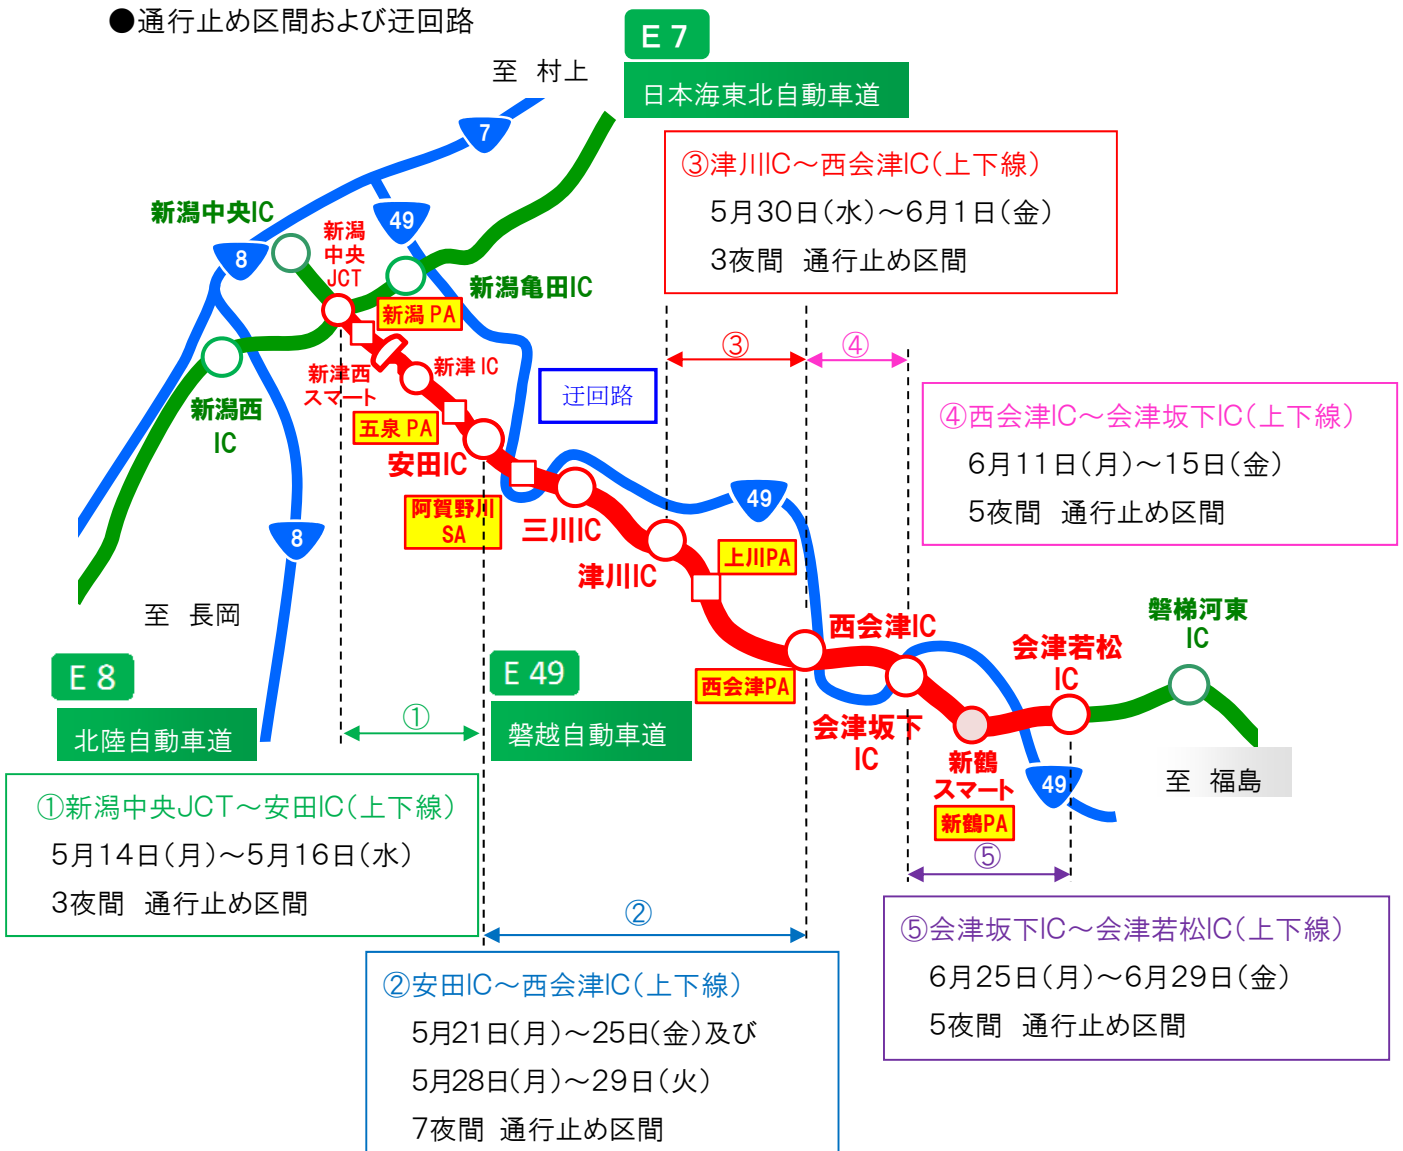 ●通行止め区間および迂回路
E 7
日本海東北自動車道
至 村上
7
③津川IC～西会津IC(上下線)
5月30日(水)～6月1日(金)
3夜間 通行止め区間
新潟中央IC
新潟
中央
JCT
49
8
新潟亀田IC
新潟 PA
③
④
新津西
スマート
新津 IC
迂回路
新潟西
IC
五泉 PA
安田IC
④西会津IC～会津坂下IC(上下線)
6月11日(月)～15日(金)
5夜間 通行止め区間
49
阿賀野川
SA
三川IC
8
津川IC
上川PA
至 長岡
西会津IC
磐梯河東
IC
会津若松
IC
E 8
北陸自動車道
E 49
磐越自動車道
西会津PA
①
会津坂下
IC
新鶴
スマート
新鶴PA
49
至 福島
①新潟中央JCT～安田IC(上下線)
5月14日(月)～5月16日(水)
3夜間 通行止め区間
⑤
②
⑤会津坂下IC～会津若松IC(上下線)
6月25日(月)～6月29日(金)
5夜間 通行止め区間
②安田IC～西会津IC(上下線)
5月21日(月)～25日(金)及び
5月28日(月)～29日(火)
7夜間 通行止め区間